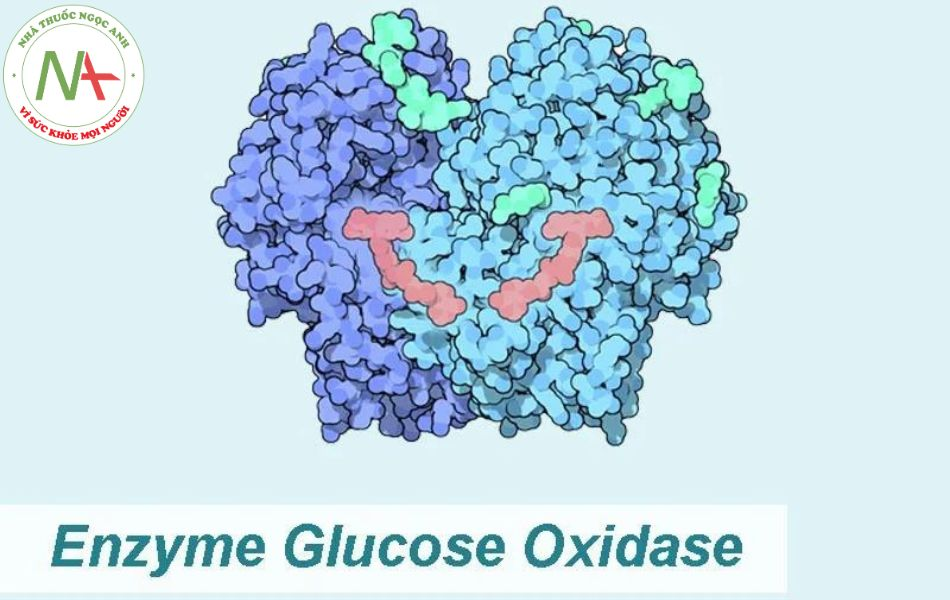 NHÀ THUỐC NGỌC ANH
VÌ SỨC KHỎE MỌI NGƯỜI
Enzyme Glucose Oxidase